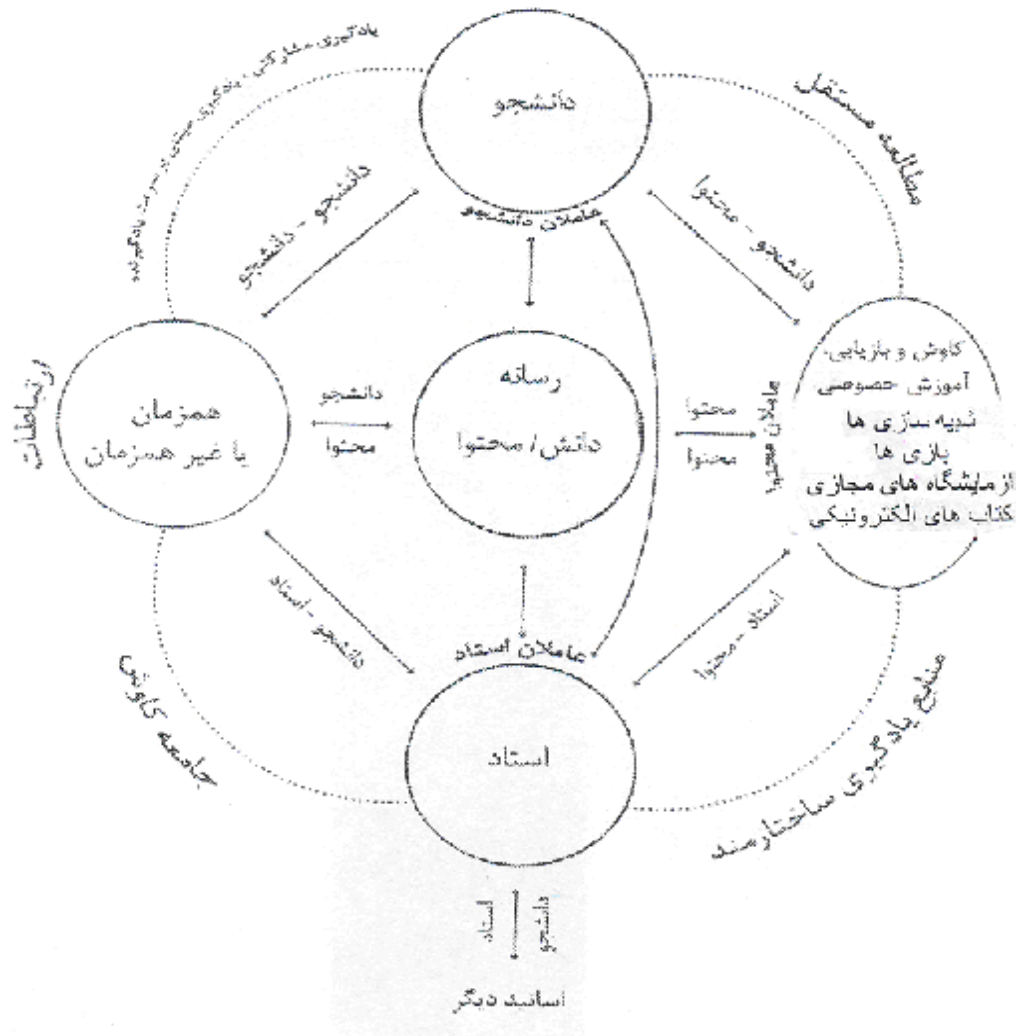 یادگیری مشارکتی - یادگیری مبتنی بر سرعت یادگیرنده
دانشجو
مطالعه مستقل
عاملان دانشجو
دانشجو - دانشجو
دانشجو - محتوا
ارتباطات
همزمان
یا غیر همزمان
دانشجو
محتوا
رسانه
دانش/ محتوا
محتوا
محتوا
عاملان محتوا
کاوش و بازیابی،
آموزش خصوصی
شبیه سازی ها
بازی ها
ازمایشگاه های مجازی
کتاب های الکترونیکی
دانشجو - استاد
استاد - محتوا
عاملان استاد
جامعه کاوش
استاد
منابع یادگیری ساختارمند
استاد
دانشجو
اساتید دیگر